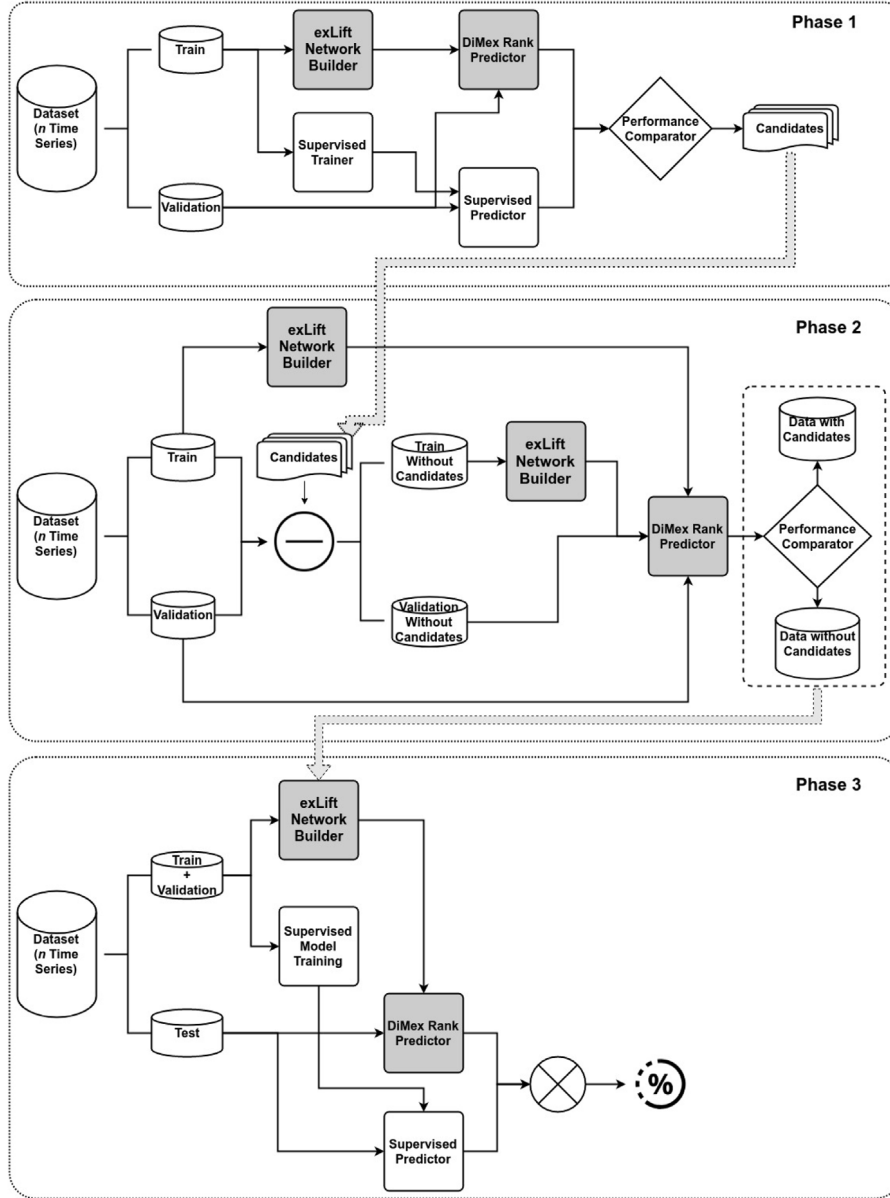 Phase 1
Dataset
(n Time
Series)
Train
Validation
exLift
Network
Builder
Supervised
Trainer
DiMex Rank
Predictor
Supervised
Predictor
Performance
Comparator
Candidates
Phase 2
Dataset
(n Time
Series)
Train
Validation
exLift
Network
Builder
Candidates
Train
Without
Candidates
Validation
Without
Candidates
exLift
Network
Builder
DiMex Rank
Predictor
Data with
Candidates
Performance
Comparator
Data without
Candidates
Phase 3
Dataset
(n Time
Series)
Train
+
Validation
Test
exLift
Network
Builder
Supervised
Model
Training
DiMex Rank
Predictor
Supervised
Predictor
%